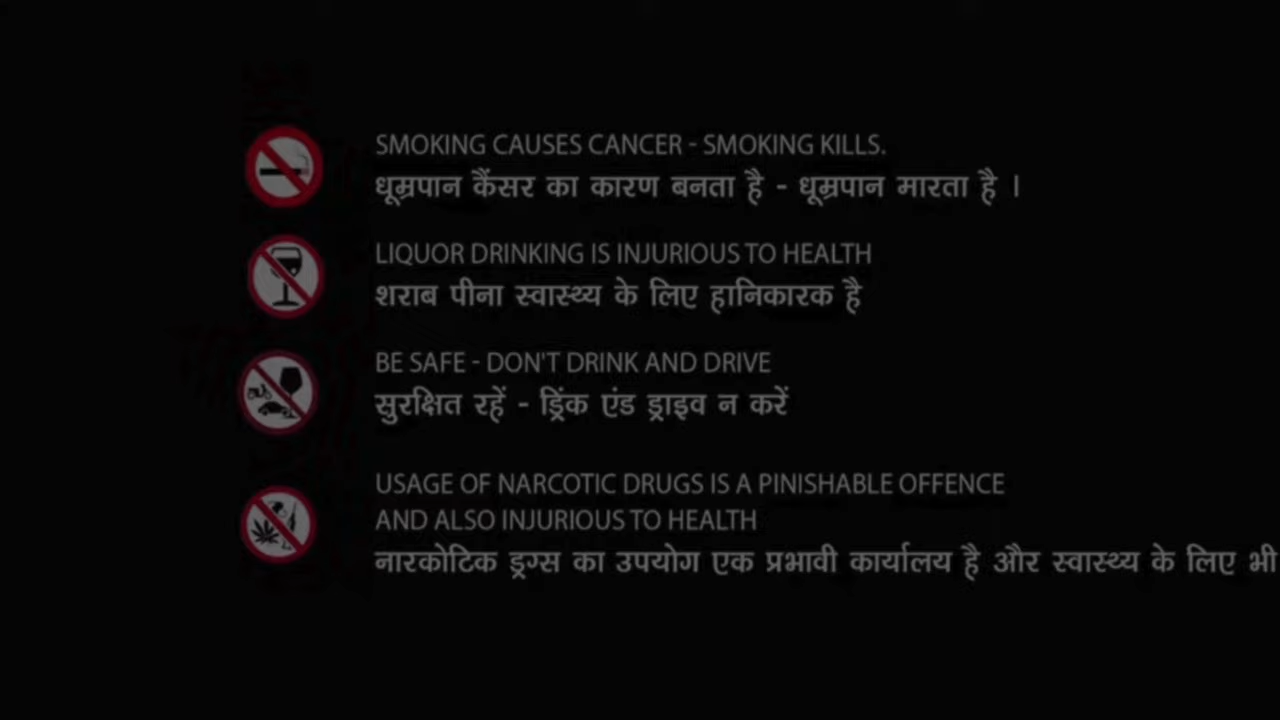 SMOKING CAUSES CANCER - SMOKING KILLS.
धूम्रपान कैंसर का कारण बनता है - धूम्रपान मारता है ।
LIQUOR DRINKING IS INJURIOUS TO HEALTH
शराब पीना स्वास्थ्य के लिए हानिकारक है
BE SAFE - DON'T DRINK AND DRIVE
सुरक्षित रहें - ड्रिंक एंड ड्राइव न करें
USAGE OF NARCOTIC DRUGS IS A PINISHABLE OFFENCE
AND ALSO INJURIOUS TO HEALTH
नारकोटिक ड्रग्स का उपयोग एक प्रभावी कार्यालय है और स्वास्थ्य के लिए भी